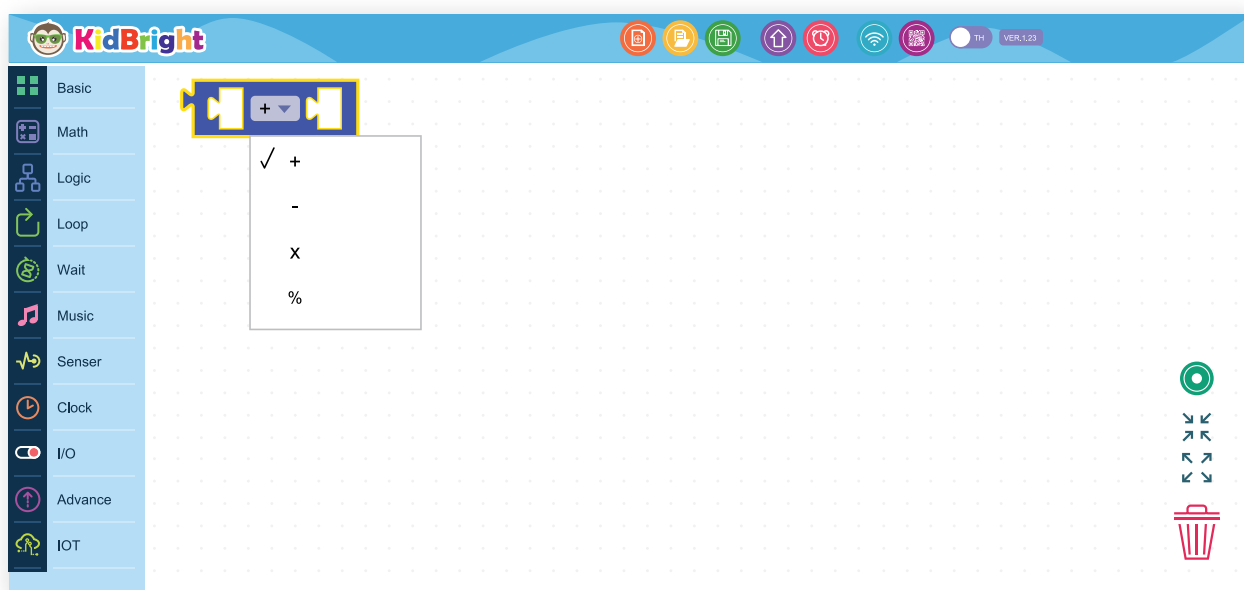 KidBright
TH
VER.1.23
Basic
Math
Logic
Loop
Wait
Music
Senser
Clock
I/O
Advance
IOT
+
✓ +
-
x
%